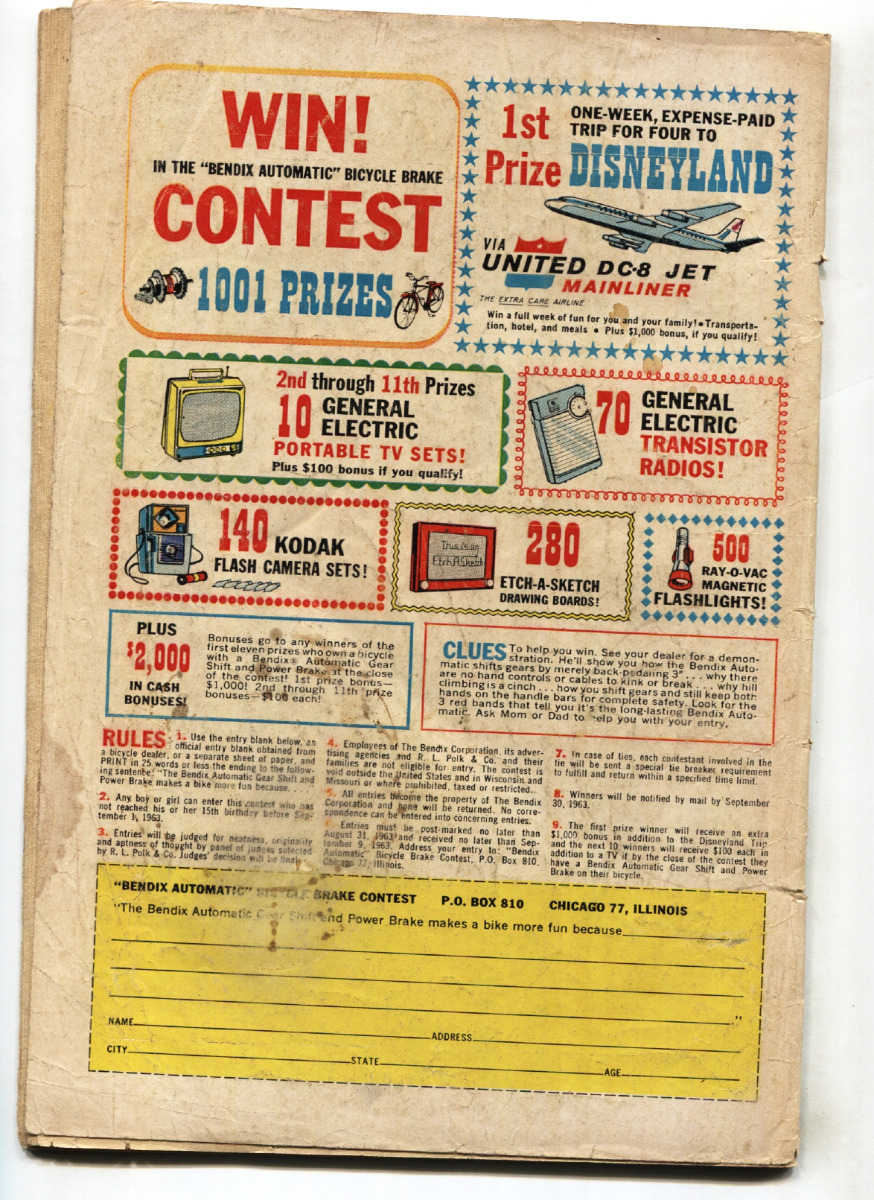 WIN!
IN THE "BENDIX AUTOMATIC" BICYCLE BRAKE
CONTEST
1001 PRIZES
1st
Prize
ONE-WEEK, EXPENSE-PAID
TRIP FOR FOUR TO
DISNEYLAND
VIA
UNITED DC-8 JET
MAINLINER
THE EXTRA CARE AIRLINE
Win a full week of fun for you and your family! • Transporta-
tion, hotel, and meals • Plus $1,000 bonus, if you qualify!
2nd through 11th Prizes
10 GENERAL
ELECTRIC
PORTABLE TV SETS!
Plus $100 bonus if you qualify!
70 GENERAL
ELECTRIC
TRANSISTOR
RADIOS!
140 KODAK
FLASH CAMERA SETS!
This is an
Etch A Sketch
280
ETCH-A-SKETCH
DRAWING BOARDS!
500
RAY-O-VAC
MAGNETIC
FLASHLIGHTS!
PLUS
$2,000
IN CASH
BONUSES!
Bonuses go to any winners of the
first eleven prizes who own a bicycle
with a Bendix® Automatic Gear
Shift and Power Brake at the close
of the contest! 1st prize bonus—
$1,000! 2nd through 11th prize
bonuses—$100 each!
CLUES To help you win. See your dealer for a demon-
stration. He'll show you how the Bendix Auto-
matic shifts gears by merely back-pedaling 3" . . . why there
are no hand controls or cables to kink or break . . . why hill
climbing is a cinch . . . how you shift gears and still keep both
hands on the handle bars for complete safety. Look for the
3 red bands that tell you it's the long-lasting Bendix Auto-
matic. Ask Mom or Dad to help you with your entry.
RULES 1. Use the entry blank below, an
official entry blank obtained from
a bicycle dealer, or a separate sheet of paper, and
PRINT in 25 words or less the ending to the follow-
ing sentence: "The Bendix Automatic Gear Shift and
Power Brake makes a bike more fun because . . ."
2. Any boy or girl can enter this contest who has
not reached his or her 15th birthday before Sep-
tember 1, 1963.
3. Entries will be judged for neatness, originality
and aptness of thought by panel of judges selected
by R. L. Polk & Co. Judges' decision will be final.
4. Employees of The Bendix Corporation, its adver-
tising agencies and R. L. Polk & Co. and their
families are not eligible for entry. The contest is
void outside the United States and in Wisconsin and
Missouri or where prohibited, taxed or restricted.
5. All entries become the property of The Bendix
Corporation and none will be returned. No corre-
spondence can be entered into concerning entries.
6. Entries must be post-marked no later than
August 31, 1963 and received no later than Sep-
tember 9, 1963. Address your entry to: "Bendix
Automatic" Bicycle Brake Contest, P.O. Box 810,
Chicago 77, Illinois.
7. In case of ties, each contestant involved in the
tie will be sent a special tie breaker requirement
to fulfill and return within a specified time limit.
8. Winners will be notified by mail by September
30, 1963.
9. The first prize winner will receive an extra
$1,000 bonus in addition to the Disneyland Trip
and the next 10 winners will receive $100 each in
addition to a TV if by the close of the contest they
have a Bendix Automatic Gear Shift and Power
Brake on their bicycle.
"BENDIX AUTOMATIC" BICYCLE BRAKE CONTEST P.O. BOX 810 CHICAGO 77, ILLINOIS
"The Bendix Automatic Gear Shift and Power Brake makes a bike more fun because
."
NAME ADDRESS
CITY STATE AGE